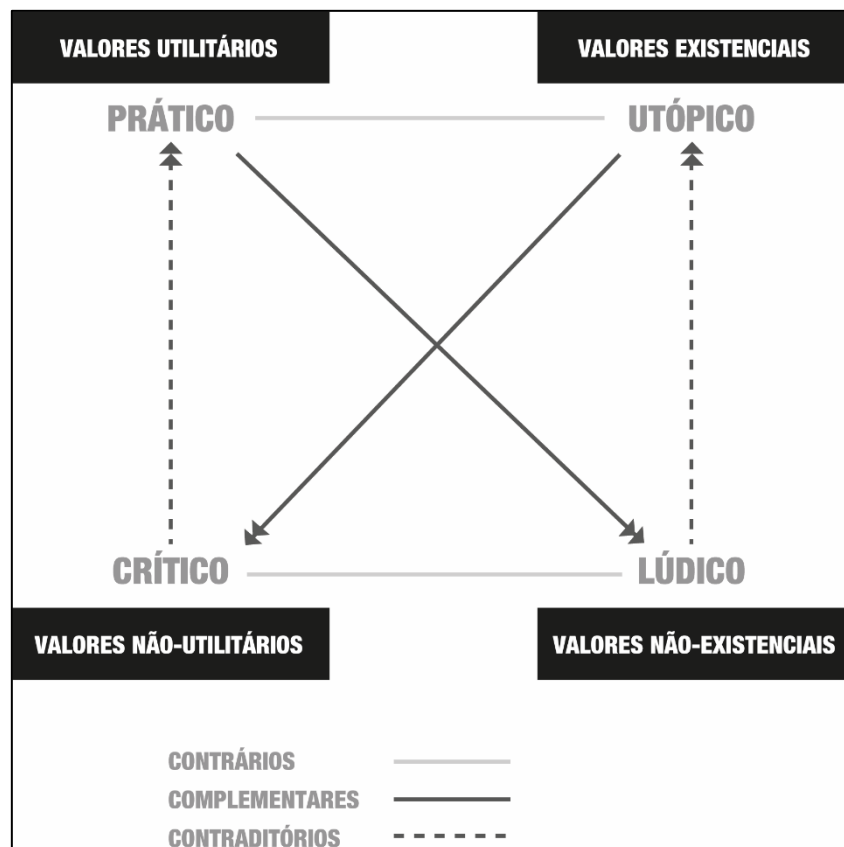 VALORES UTILITÁRIOS
VALORES EXISTENCIAIS
PRÁTICO
UTÓPICO
CRÍTICO
LÚDICO
VALORES NÃO-UTILITÁRIOS
VALORES NÃO-EXISTENCIAIS
CONTRÁRIOS
COMPLEMENTARES
CONTRADITÓRIOS